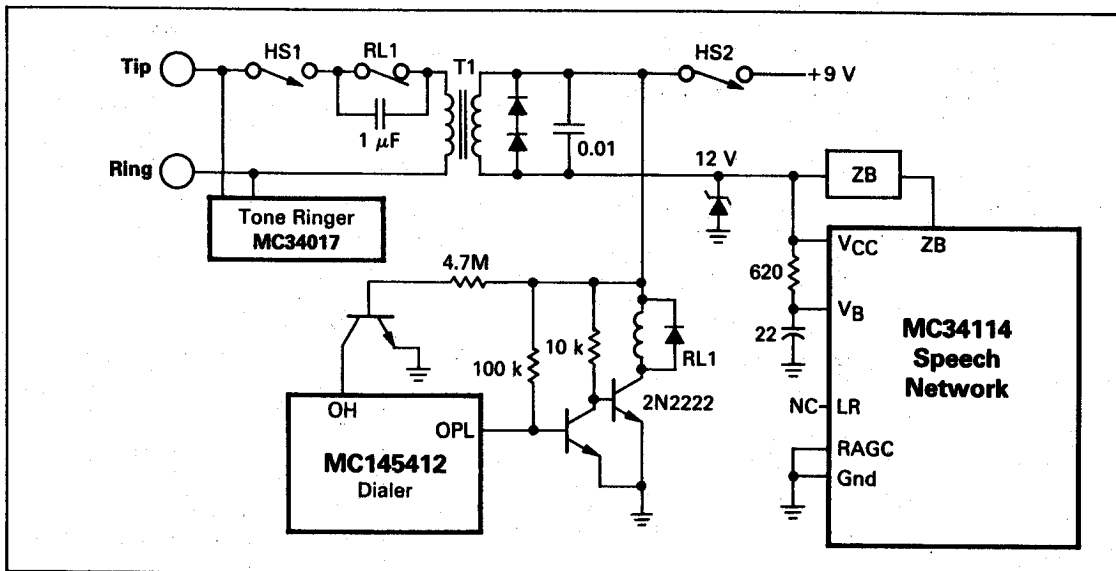 HS1
RL1
T1
HS2
Tip
+9 V
1 μF
0.01
Ring
12 V
ZB
Tone Ringer
MC34017
VCC
ZB
4.7M
620
VB
MC34114
Speech
Network
22
10 k
RL1
100 k
2N2222
NC
LR
OH
OPL
RAGC
MC145412
Dialer
Gnd